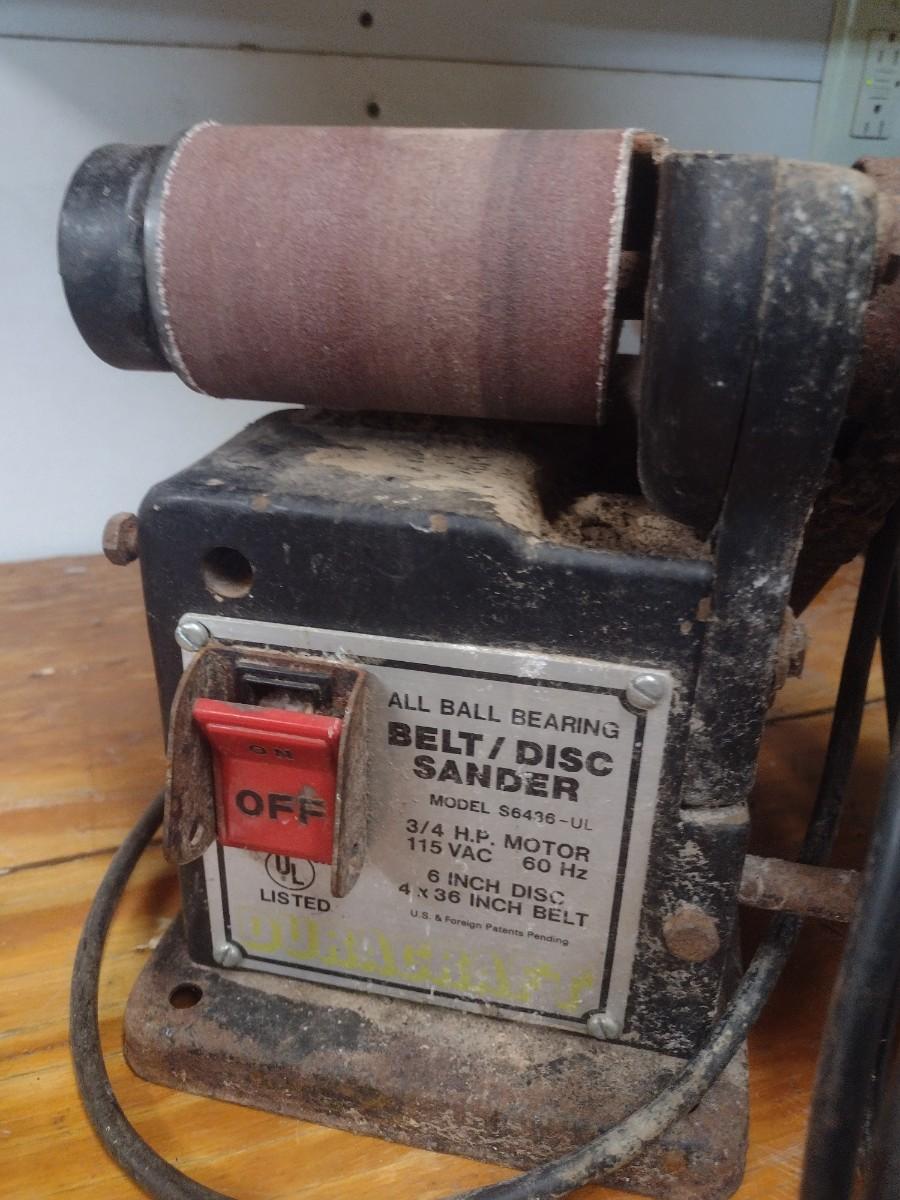 ALL BALL BEARING
BELT / DISC
SANDER
MODEL S6436-UL
3/4 H.P. MOTOR
115 VAC 60 Hz
6 INCH DISC
4 x 36 INCH BELT
U.S. & Foreign Patents Pending
ON
OFF
UL
LISTED
DURACRAFT